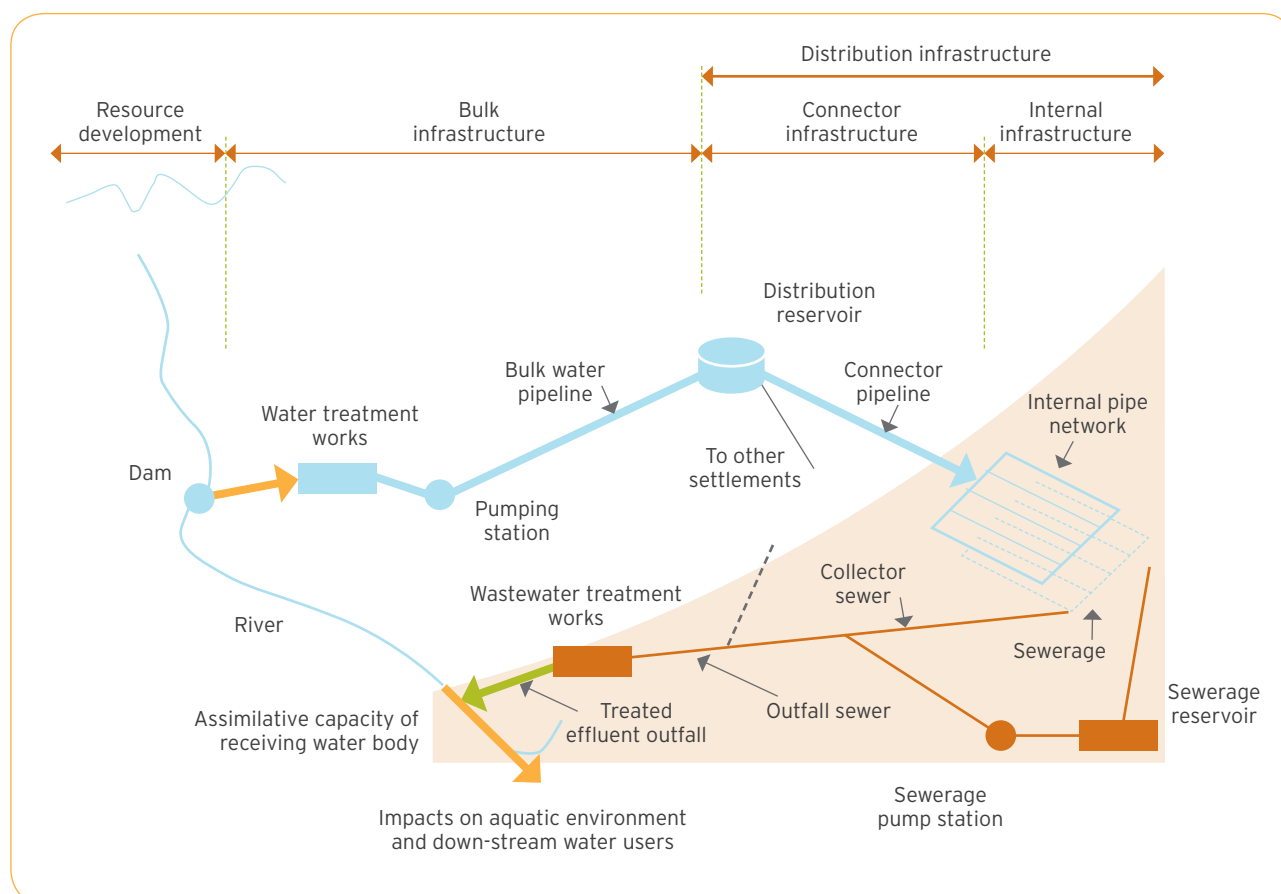 Distribution infrastructure
Resource
development
Bulk
infrastructure
Connector
infrastructure
Internal
infrastructure
Distribution
reservoir
Bulk water
pipeline
Connector
pipeline
Internal pipe
network
Water treatment
works
To other
settlements
Dam
Pumping
station
Collector
sewer
Wastewater treatment
works
River
Sewerage
Sewerage
reservoir
Assimilative capacity of
receiving water body
Treated
effluent outfall
Outfall sewer
Sewerage
pump station
Impacts on aquatic environment
and down-stream water users